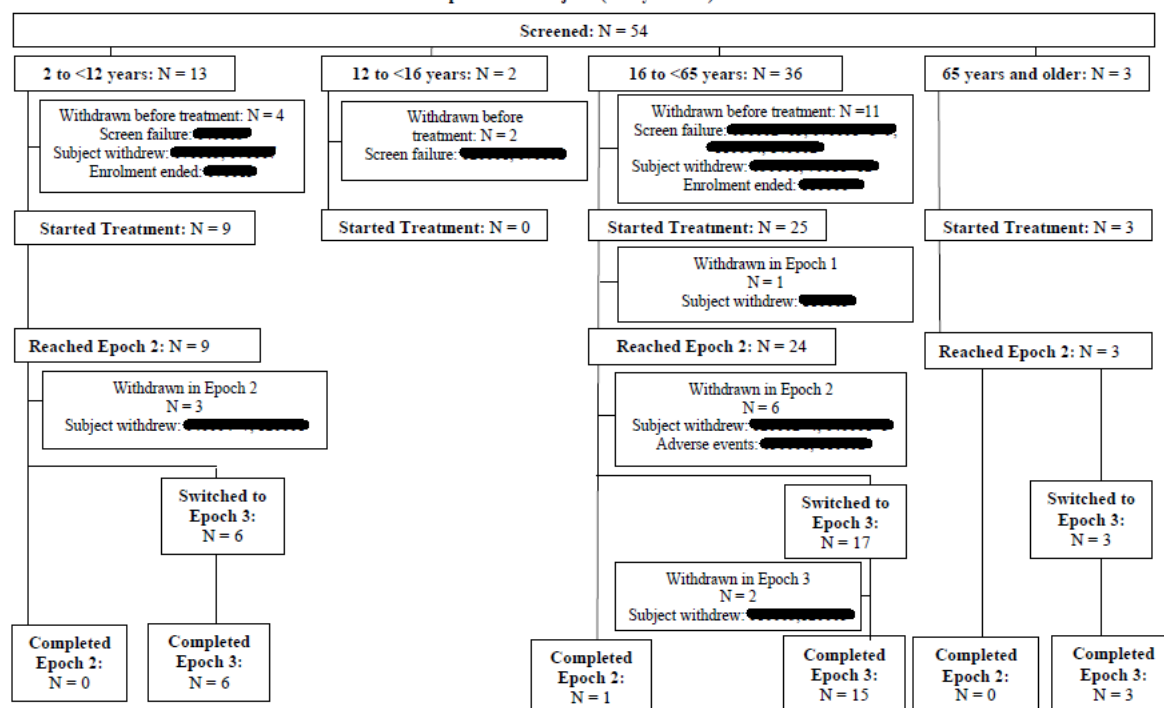 Screened: N = 54
2 to <12 years: N = 13
12 to <16 years: N = 2
16 to <65 years: N = 36
65 years and older: N = 3
Withdrawn before treatment: N = 4
Screen failure:
Subject withdrew:
Enrolment ended:
Withdrawn before
treatment: N = 2
Screen failure:
Withdrawn before treatment: N =11
Screen failure:
Subject withdrew:
Enrolment ended:
Started Treatment: N = 9
Started Treatment: N = 0
Started Treatment: N = 25
Started Treatment: N = 3
Withdrawn in Epoch 1
N = 1
Subject withdrew:
Reached Epoch 2: N = 9
Reached Epoch 2: N = 24
Reached Epoch 2: N = 3
Withdrawn in Epoch 2
N = 3
Subject withdrew:
Withdrawn in Epoch 2
N = 6
Subject withdrew:
Adverse events:
Switched to
Epoch 3:
N = 6
Switched to
Epoch 3:
N = 17
Switched to
Epoch 3:
N = 3
Withdrawn in Epoch 3
N = 2
Subject withdrew:
Completed
Epoch 2:
N = 0
Completed
Epoch 3:
N = 6
Completed
Epoch 2:
N = 1
Completed
Epoch 3:
N = 15
Completed
Epoch 2:
N = 0
Completed
Epoch 3:
N = 3